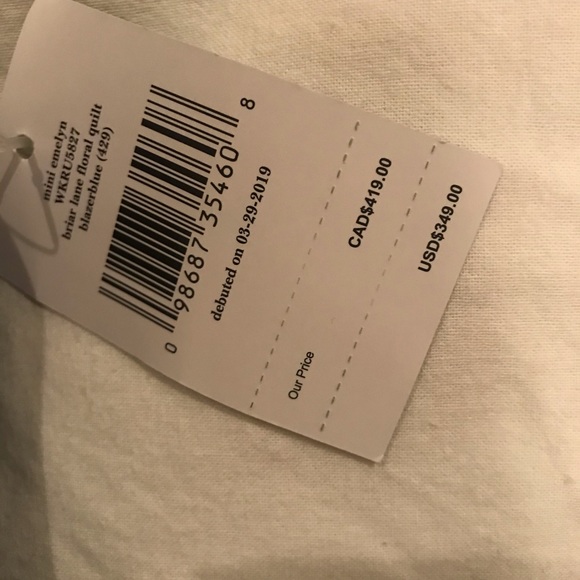 mini emelyn
WKRU5827
briar lane floral quilt
blazerblue (429)
0 98687 35460 8
debuted on 03-29-2019
Our Price
CAD$419.00
USD$349.00